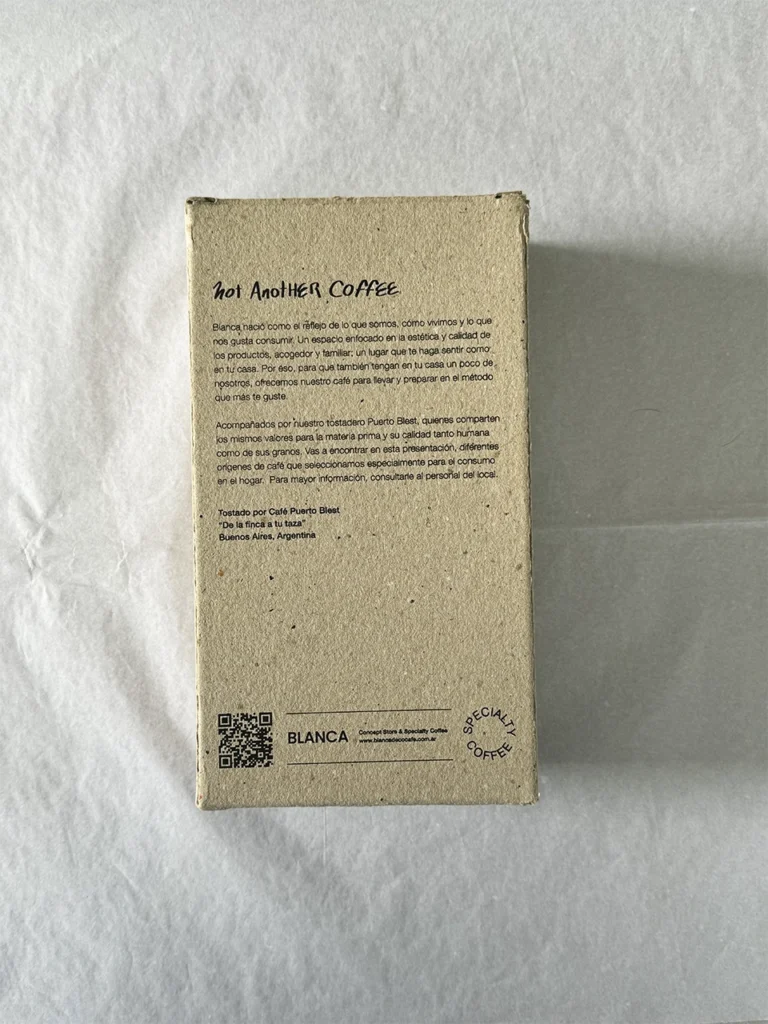 not AnotHER COFFEE
Blanca nació como el reflejo de lo que somos, cómo vivimos y lo que
nos gusta consumir. Un espacio enfocado en la estética y calidad de
los productos, acogedor y familiar; un lugar que te haga sentir como
en tu casa. Por éso, para que también tengan en tu casa un poco de
nosotros, ofrecemos nuestro café para llevar y preparar en el método
que más te guste.
Acompañados por nuestro tostadero Puerto Blest, quienes comparten
los mismos valores para la materia prima y su calidad tanto humana
como de sus granos. Vas a encontrar en esta presentación, diferentes
orígenes de café que seleccionamos especialmente para el consumo
en el hogar. Para mayor información, consultarle al personal del local.
Tostado por Café Puerto Blest
"De la finca a tu taza"
Buenos Aires, Argentina
BLANCA
Concept Store & Specialty Coffee
www.blancadecocafe.com.ar
SPECIALTY
COFFEE